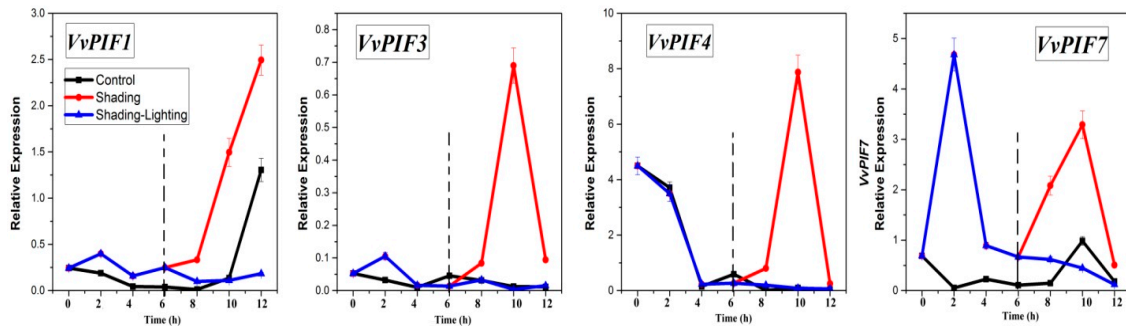 VvPIF1
Control
Shading
Shading-Lighting
Relative Expression
3.0
2.5
2.0
1.5
1.0
0.5
0.0
0 2 4 6 8 10 12
Time (h)
VvPIF3
Relative Expression
0.8
0.7
0.6
0.5
0.4
0.3
0.2
0.1
0.0
0 2 4 6 8 10 12
Time (h)
VvPIF4
Relative Expression
10
8
6
4
2
0
0 2 4 6 8 10 12
Time (h)
VvPIF7
VvPIF7
5
4
3
2
1
0
0 2 4 6 8 10 12
Time (h)